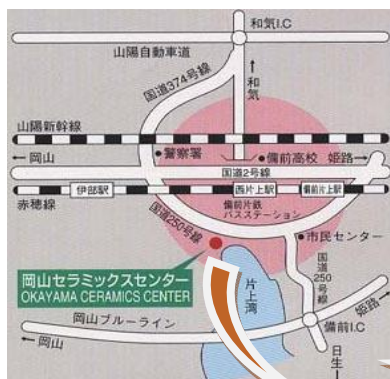 和気I.C
山陽自動車道
国道374号線
↑和気
山陽新幹線
←岡山
警察署
備前高校
姫路→
国道2号線
伊部駅
西片上駅
備前片上駅
赤穂線
備前片鉄
バスステーション
国道250号線
市民センター
岡山セラミックスセンター
OKAYAMA CERAMICS CENTER
片上湾
国道250号線
姫路
岡山ブルーライン
備前I.C
←岡山
日生